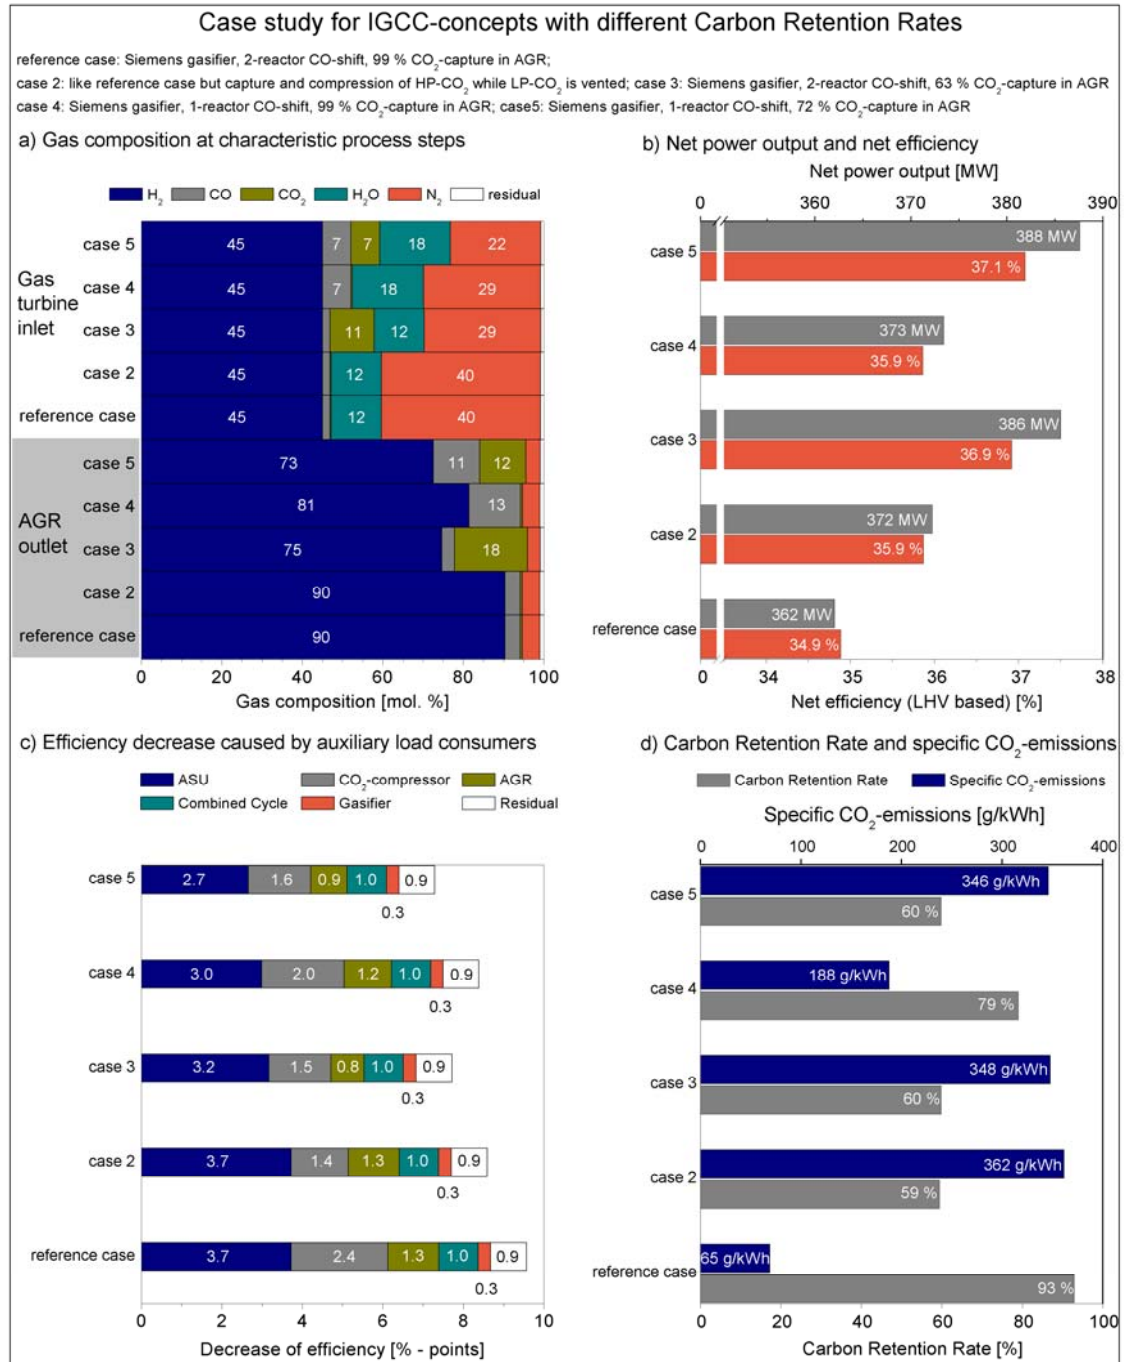 Case study for IGCC-concepts with different Carbon Retention Rates
reference case: Siemens gasifier, 2-reactor CO-shift, 99 % CO₂-capture in AGR;
case 2: like reference case but capture and compression of HP-CO₂ while LP-CO₂ is vented; case 3: Siemens gasifier, 2-reactor CO-shift, 63 % CO₂-capture in AGR
case 4: Siemens gasifier, 1-reactor CO-shift, 99 % CO₂-capture in AGR; case5: Siemens gasifier, 1-reactor CO-shift, 72 % CO₂-capture in AGR
a) Gas composition at characteristic process steps
H₂ CO CO₂ H₂O N₂ residual
Gas turbine inlet
case 5 45 7 7 18 22
case 4 45 7 18 29
case 3 45 11 12 29
case 2 45 12 40
reference case 45 12 40
AGR outlet
case 5 73 11 12
case 4 81 13
case 3 75 18
case 2 90
reference case 90
0 20 40 60 80 100
Gas composition [mol. %]
b) Net power output and net efficiency
Net power output [MW]
0 360 370 380 390
case 5 388 MW
37.1 %
case 4 373 MW
35.9 %
case 3 386 MW
36.9 %
case 2 372 MW
35.9 %
reference case 362 MW
34.9 %
0 34 35 36 37 38
Net efficiency (LHV based) [%]
c) Efficiency decrease caused by auxiliary load consumers
ASU CO₂-compressor AGR
Combined Cycle Gasifier Residual
case 5 2.7 1.6 0.9 1.0 0.9
0.3
case 4 3.0 2.0 1.2 1.0 0.9
0.3
case 3 3.2 1.5 0.8 1.0 0.9
0.3
case 2 3.7 1.4 1.3 1.0 0.9
0.3
reference case 3.7 2.4 1.3 1.0 0.9
0.3
0 2 4 6 8 10
Decrease of efficiency [% - points]
d) Carbon Retention Rate and specific CO₂-emissions
Carbon Retention Rate Specific CO₂-emissions
Specific CO₂-emissions [g/kWh]
0 100 200 300 400
case 5 346 g/kWh
60 %
case 4 188 g/kWh
79 %
case 3 348 g/kWh
60 %
case 2 362 g/kWh
59 %
reference case 65 g/kWh
93 %
0 20 40 60 80 100
Carbon Retention Rate [%]